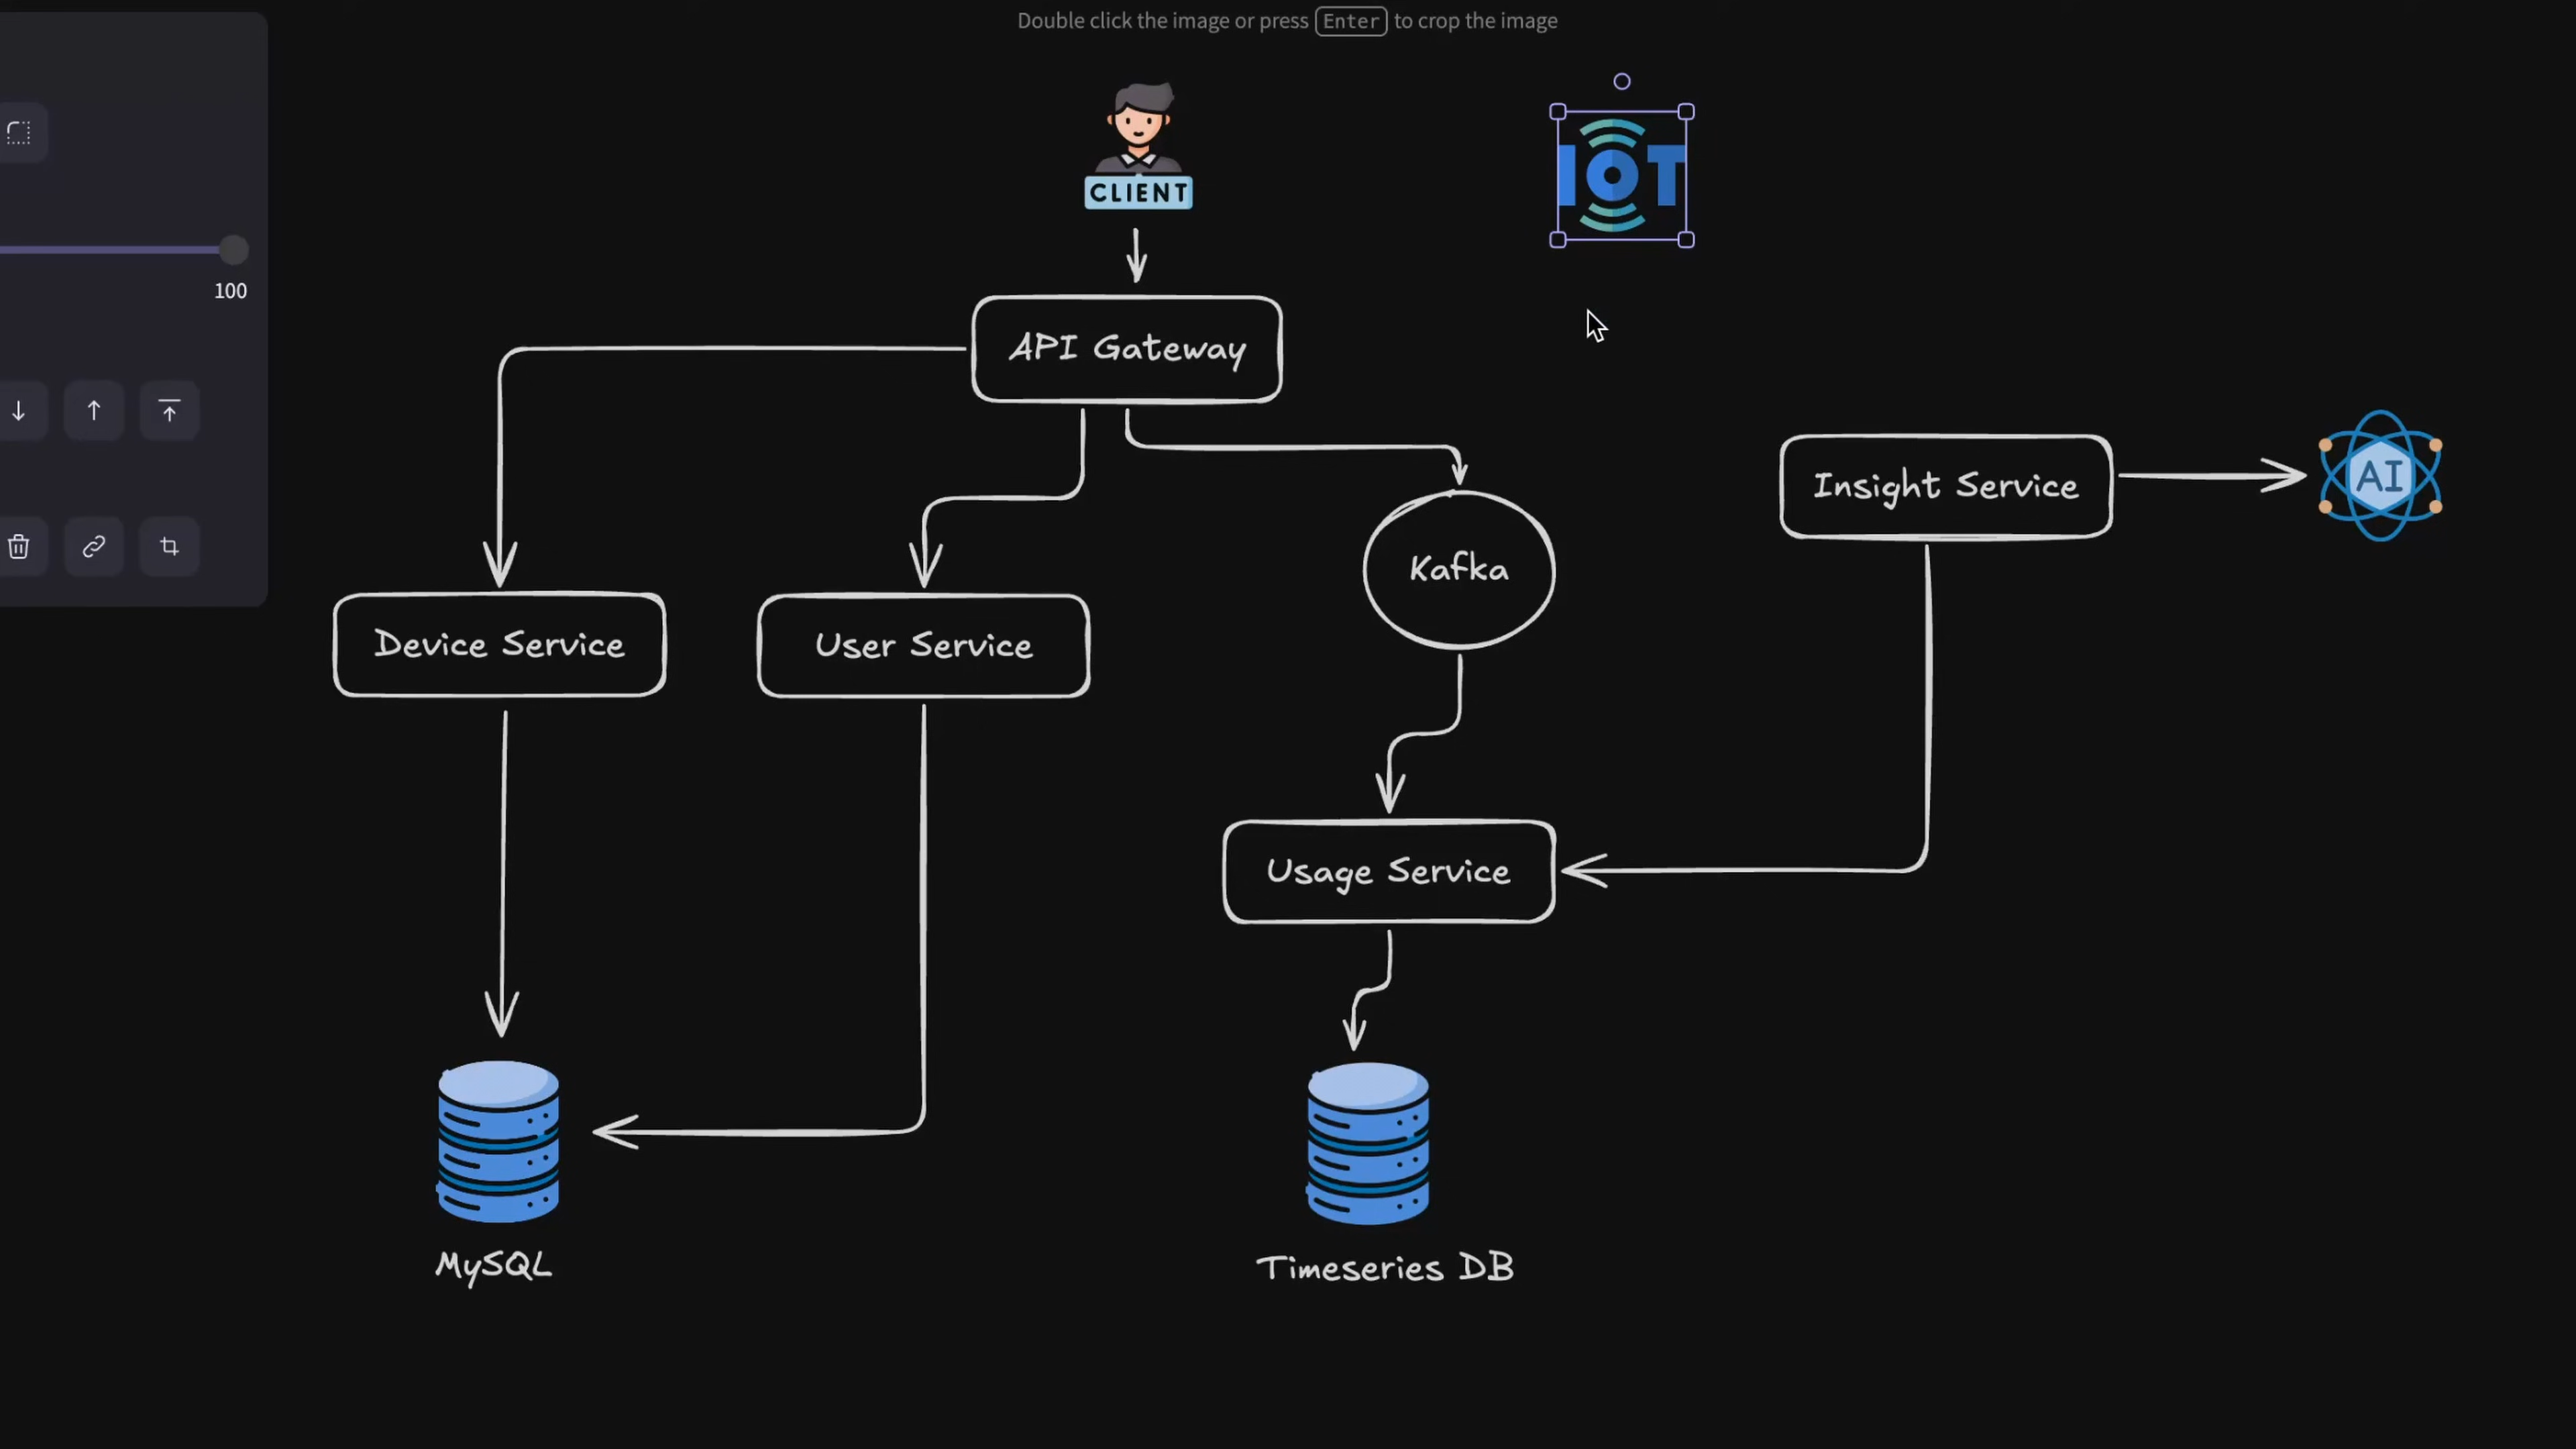 Double click the image or press Enter to crop the image
CLIENT
IOT
100
API Gateway
Insight Service
AI
Kafka
Device Service
User Service
Usage Service
MySQL
Timeseries DB